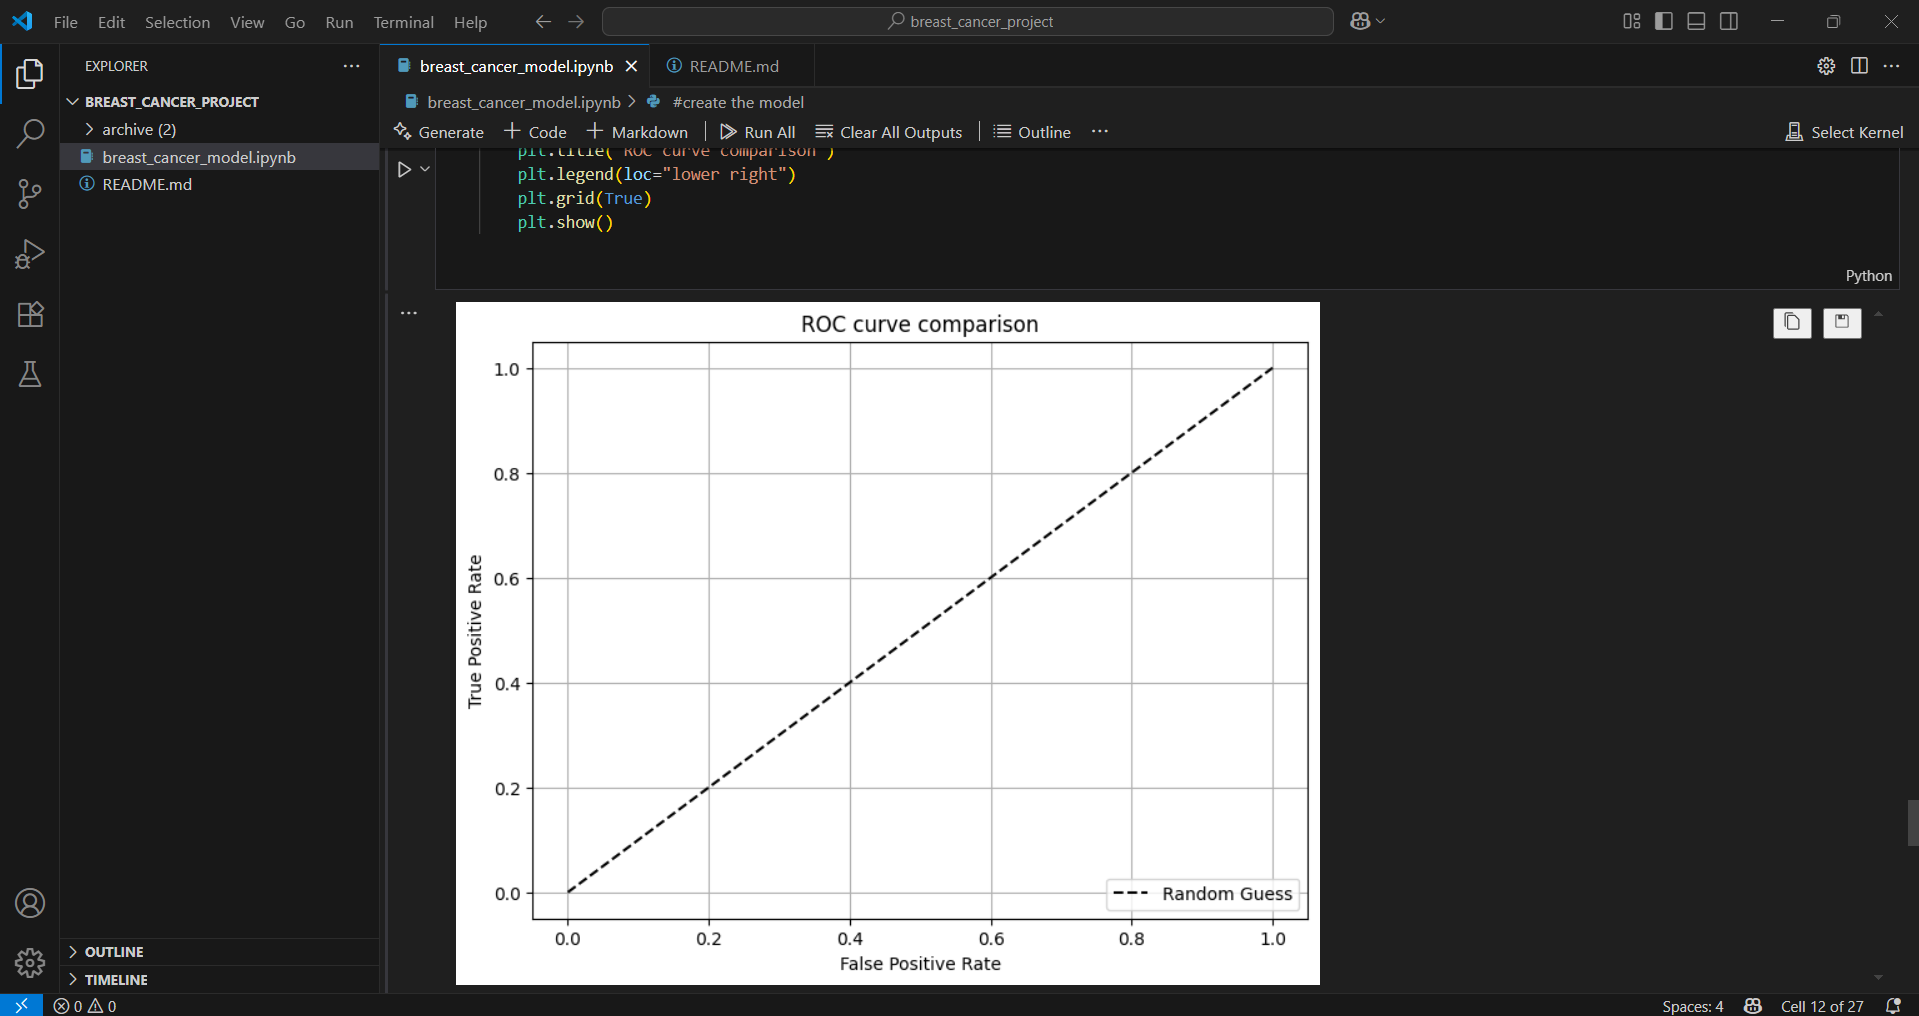 File Edit Selection View Go Run Terminal Help
breast_cancer_project
EXPLORER
BREAST_CANCER_PROJECT
archive (2)
breast_cancer_model.ipynb
README.md
OUTLINE
TIMELINE
breast_cancer_model.ipynb
README.md
breast_cancer_model.ipynb > #create the model
Generate + Code + Markdown | Run All Clear All Outputs | Outline ...
Select Kernel
plt.title("ROC curve comparison")
plt.legend(loc="lower right")
plt.grid(True)
plt.show()
Python
ROC curve comparison
True Positive Rate
1.0
0.8
0.6
0.4
0.2
0.0
Random Guess
0.0 0.2 0.4 0.6 0.8 1.0
False Positive Rate
0 0
Spaces: 4
Cell 12 of 27